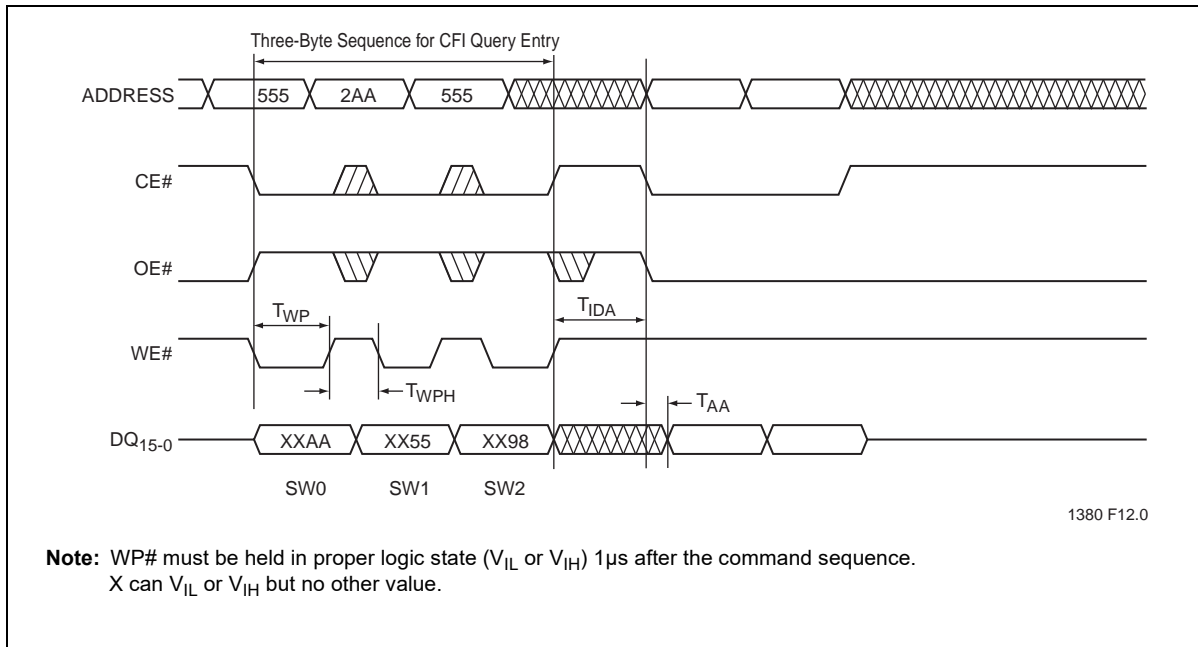 Three-Byte Sequence for CFI Query Entry
ADDRESS 555 2AA 555
CE#
OE#
TWP TIDA
WE#
TWPH TAA
DQ15-0 XXAA XX55 XX98
SW0 SW1 SW2
1380 F12.0
Note: WP# must be held in proper logic state (VIL or VIH) 1µs after the command sequence.
X can VIL or VIH but no other value.